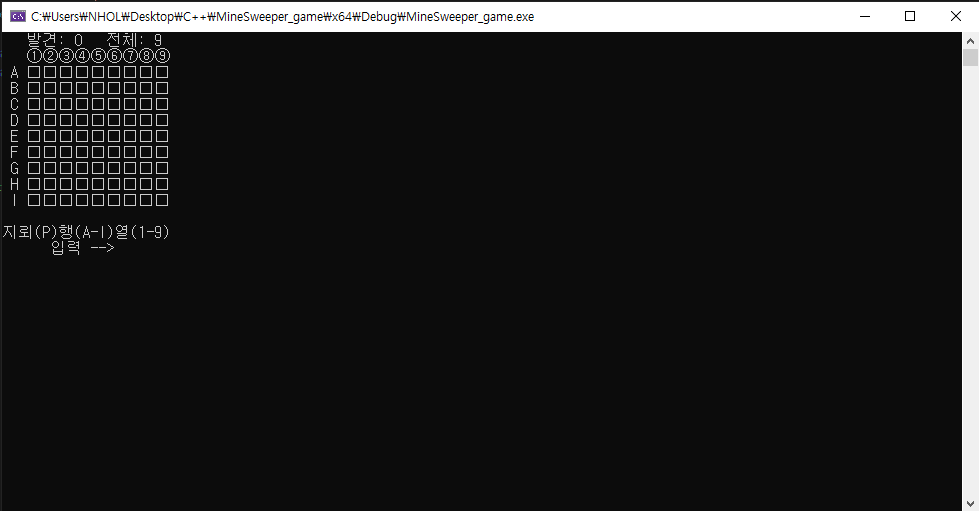 C:\Users\NHOL\Desktop\C++\MineSweeper_game\x64\Debug\MineSweeper_game.exe
발견: 0 전체: 9
①②③④⑤⑥⑦⑧⑨
A □□□□□□□□□
B □□□□□□□□□
C □□□□□□□□□
D □□□□□□□□□
E □□□□□□□□□
F □□□□□□□□□
G □□□□□□□□□
H □□□□□□□□□
I □□□□□□□□□
지뢰(P)행(A-I)열(1-9)
입력 -->